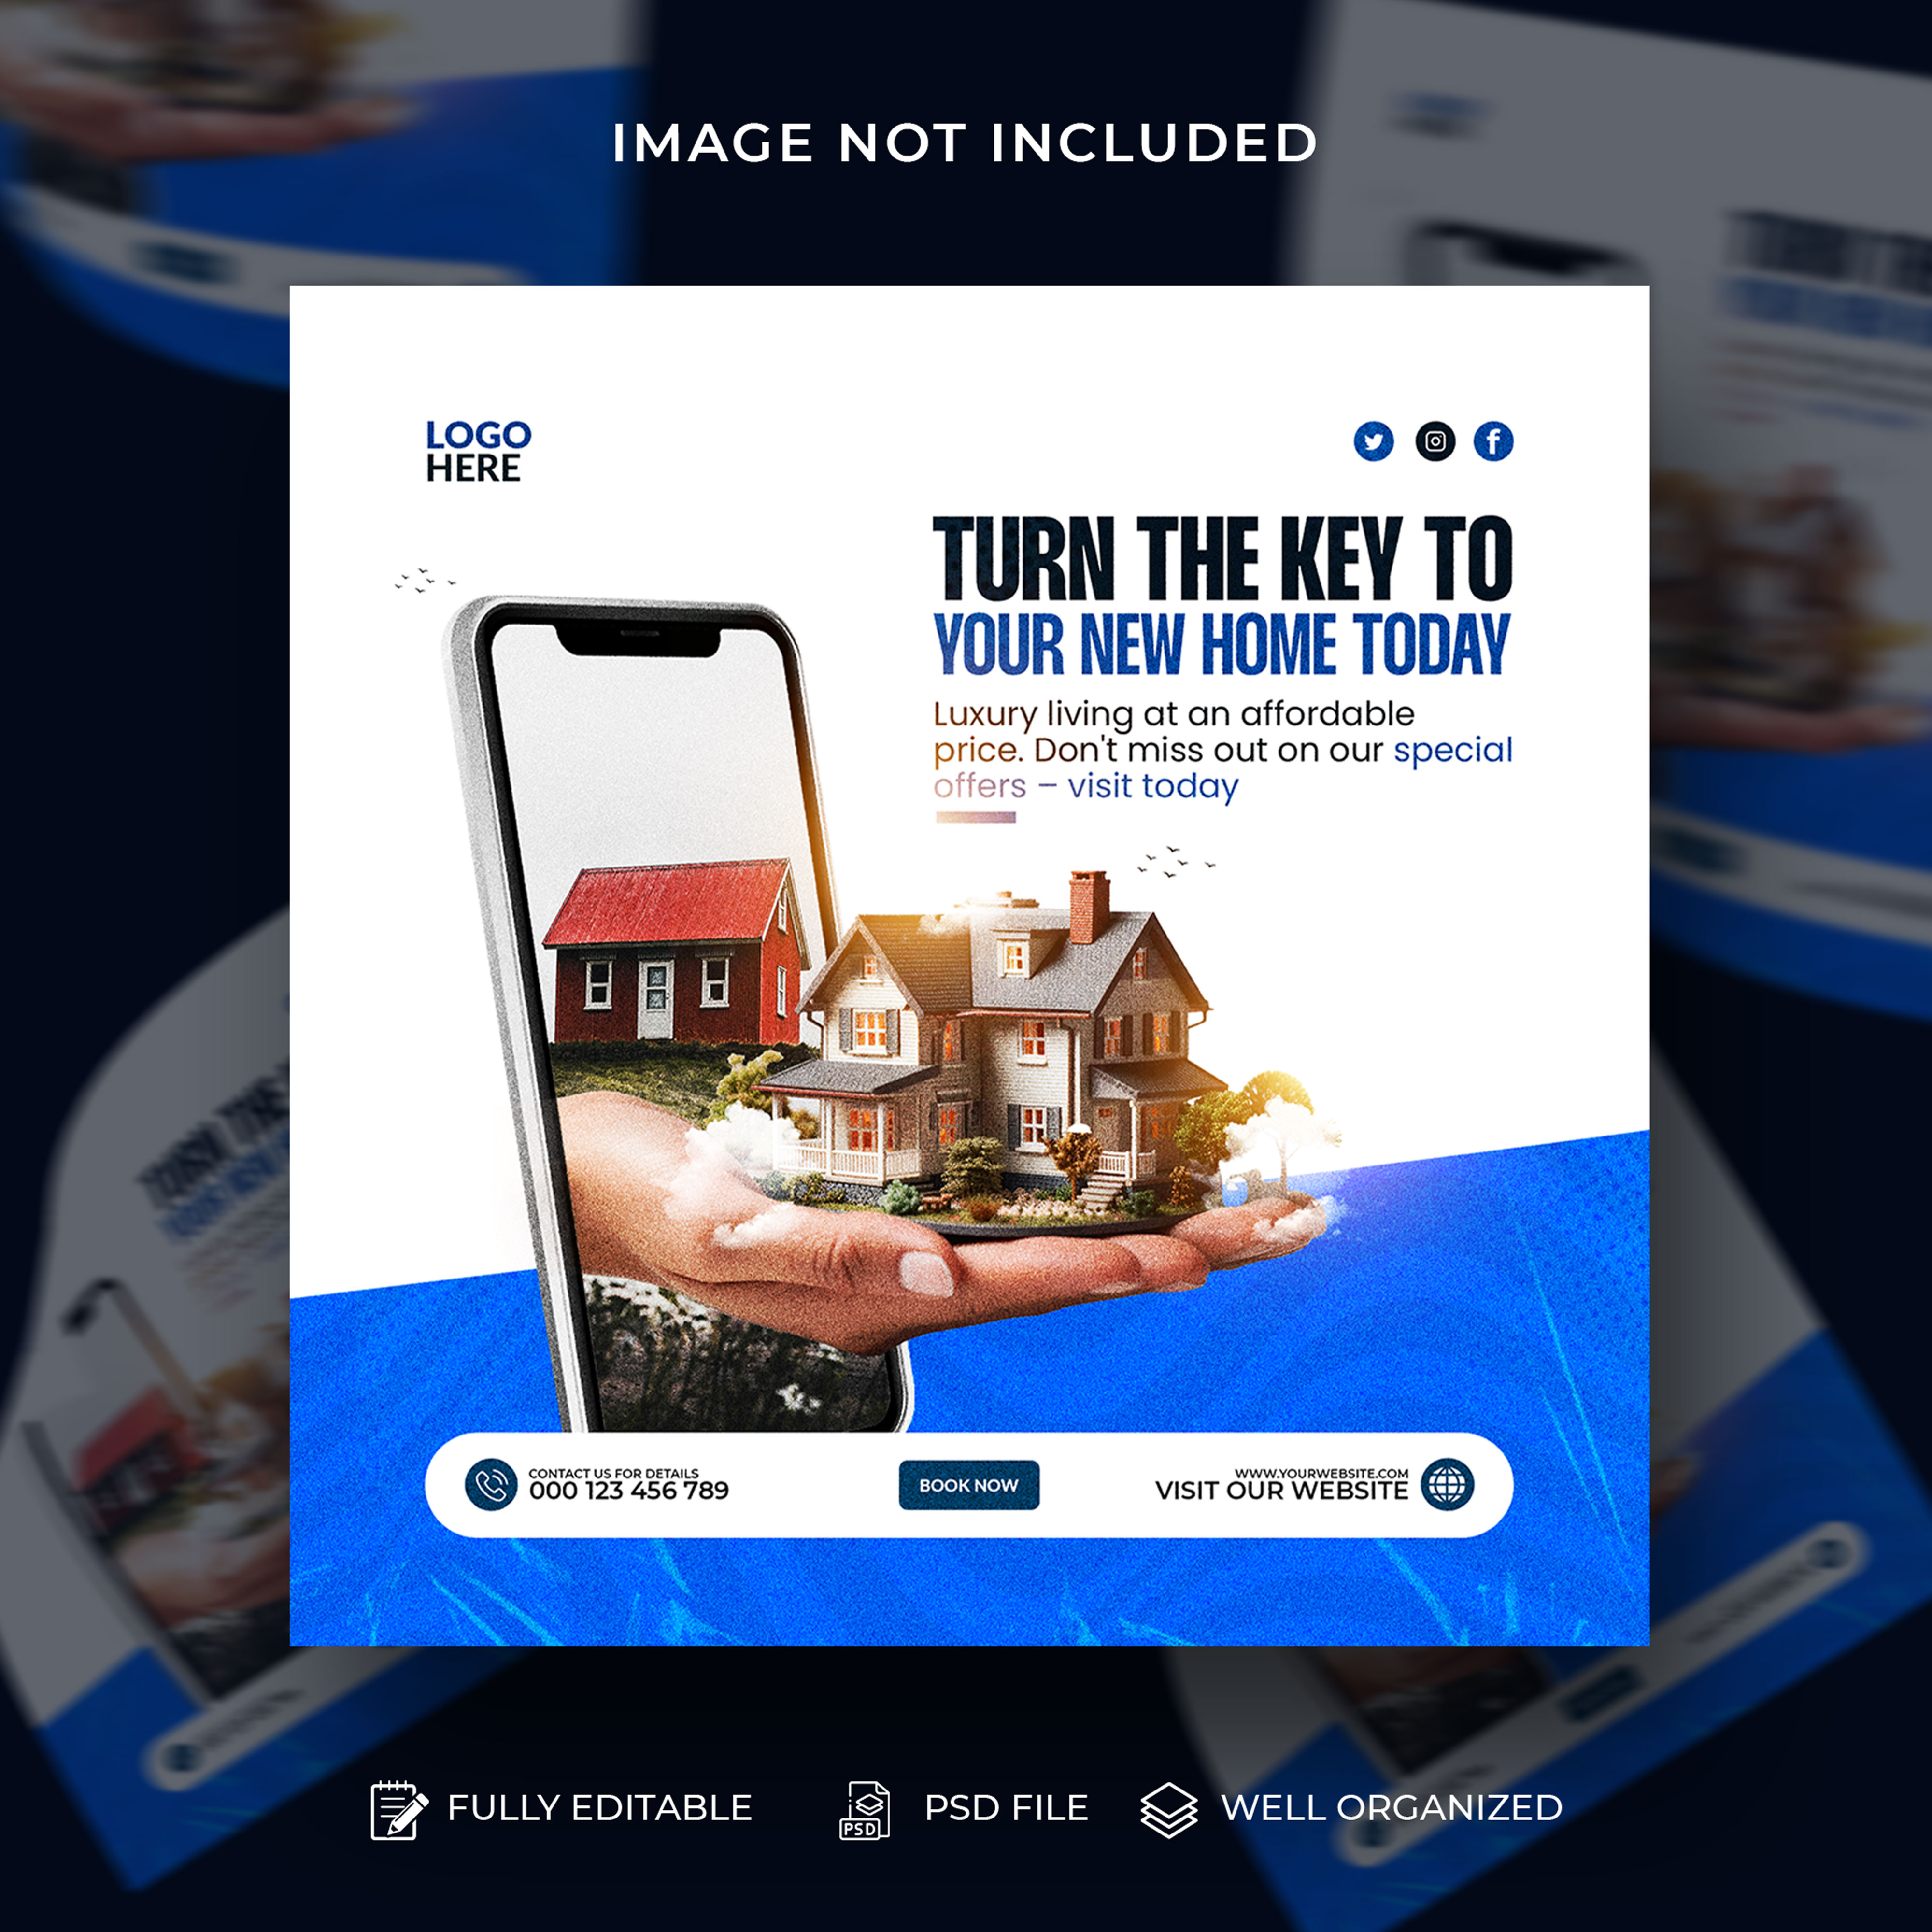 IMAGE NOT INCLUDED
LOGO
HERE
TURN THE KEY TO
YOUR NEW HOME TODAY
Luxury living at an affordable
price. Don't miss out on our special
offers – visit today
CONTACT US FOR DETAILS
000 123 456 789
BOOK NOW
WWW.YOURWEBSITE.COM
VISIT OUR WEBSITE
FULLY EDITABLE
PSD
PSD FILE
WELL ORGANIZED